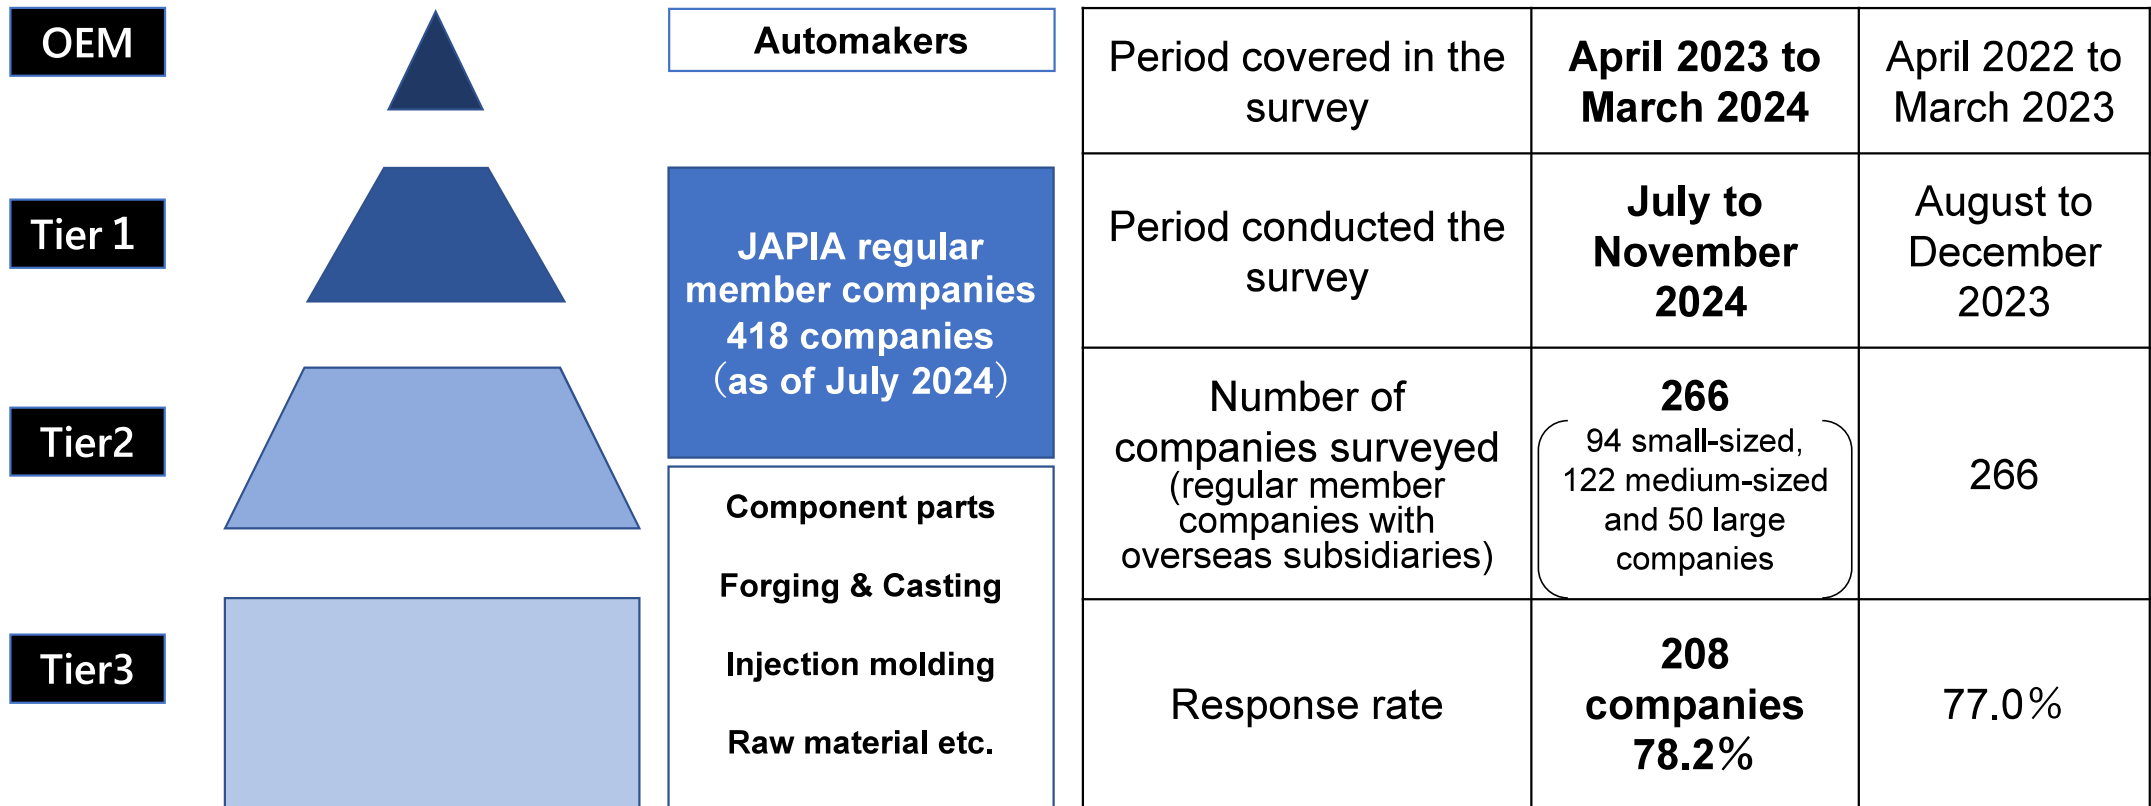 OEM
Tier 1
Tier2
Tier3
Automakers
JAPIA regular
member companies
418 companies
（as of July 2024）
Component parts
Forging & Casting
Injection molding
Raw material etc.
Period covered in the
survey
April 2023 to
March 2024
April 2022 to
March 2023
Period conducted the
survey
July to
November
2024
August to
December
2023
Number of
companies surveyed
(regular member
companies with
overseas subsidiaries)
266
94 small-sized,
122 medium-sized
and 50 large
companies
266
Response rate
208
companies
78.2%
77.0%